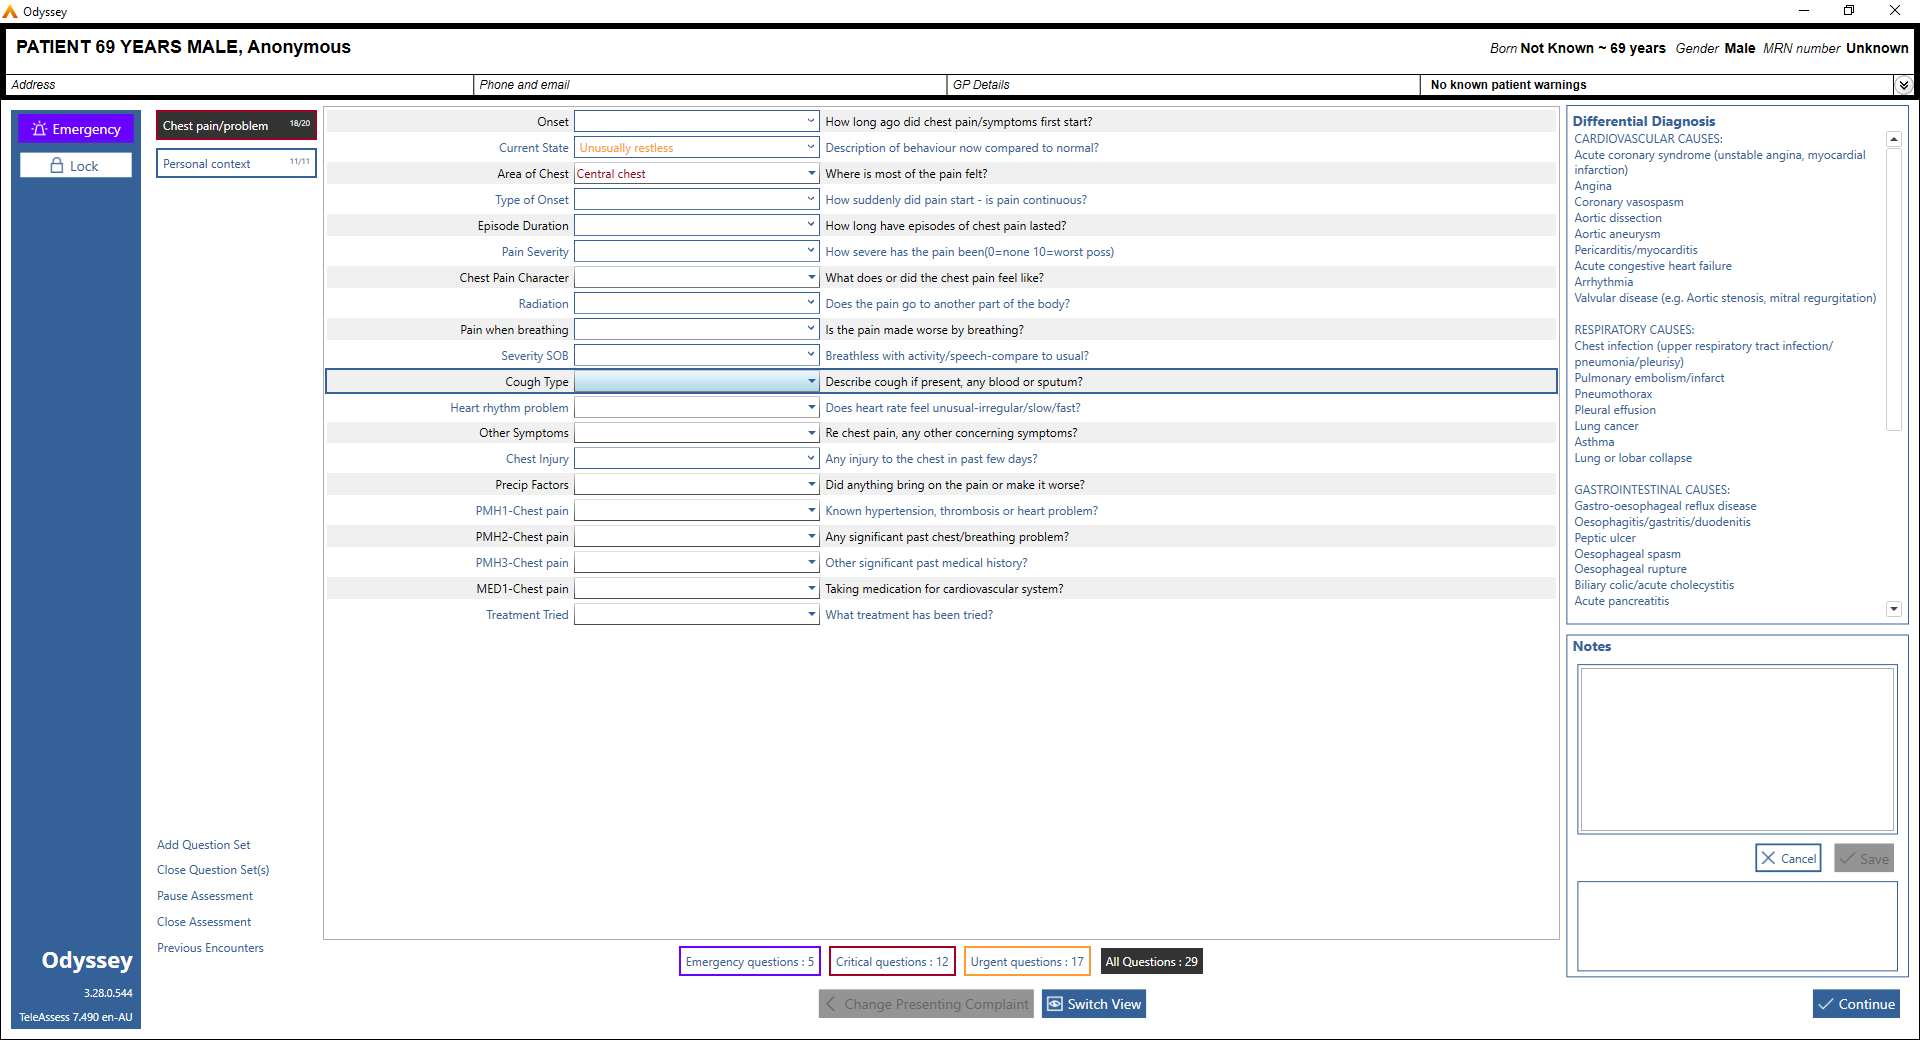 Odyssey
PATIENT 69 YEARS MALE, Anonymous
Born Not Known ~ 69 years Gender Male MRN number Unknown
Address
Phone and email
GP Details
No known patient warnings
Emergency
Lock
Chest pain/problem 18/20
Personal context 11/11
Onset How long ago did chest pain/symptoms first start?
Current State Unusually restless Description of behaviour now compared to normal?
Area of Chest Central chest Where is most of the pain felt?
Type of Onset How suddenly did pain start - is pain continuous?
Episode Duration How long have episodes of chest pain lasted?
Pain Severity How severe has the pain been(0=none 10=worst poss)
Chest Pain Character What does or did the chest pain feel like?
Radiation Does the pain go to another part of the body?
Pain when breathing Is the pain made worse by breathing?
Severity SOB Breathless with activity/speech-compare to usual?
Cough Type Describe cough if present, any blood or sputum?
Heart rhythm problem Does heart rate feel unusual-irregular/slow/fast?
Other Symptoms Re chest pain, any other concerning symptoms?
Chest Injury Any injury to the chest in past few days?
Precip Factors Did anything bring on the pain or make it worse?
PMH1-Chest pain Known hypertension, thrombosis or heart problem?
PMH2-Chest pain Any significant past chest/breathing problem?
PMH3-Chest pain Other significant past medical history?
MED1-Chest pain Taking medication for cardiovascular system?
Treatment Tried What treatment has been tried?
Differential Diagnosis
CARDIOVASCULAR CAUSES:
Acute coronary syndrome (unstable angina, myocardial
infarction)
Angina
Coronary vasospasm
Aortic dissection
Aortic aneurysm
Pericarditis/myocarditis
Acute congestive heart failure
Arrhythmia
Valvular disease (e.g. Aortic stenosis, mitral regurgitation)
RESPIRATORY CAUSES:
Chest infection (upper respiratory tract infection/
pneumonia/pleurisy)
Pulmonary embolism/infarct
Pneumothorax
Pleural effusion
Lung cancer
Asthma
Lung or lobar collapse
GASTROINTESTINAL CAUSES:
Gastro-oesophageal reflux disease
Oesophagitis/gastritis/duodenitis
Peptic ulcer
Oesophageal spasm
Oesophageal rupture
Biliary colic/acute cholecystitis
Acute pancreatitis
Notes
Cancel
Save
Add Question Set
Close Question Set(s)
Pause Assessment
Close Assessment
Previous Encounters
Odyssey
3.28.0.544
TeleAssess 7.490 en-AU
Emergency questions : 5
Critical questions : 12
Urgent questions : 17
All Questions : 29
Change Presenting Complaint
Switch View
Continue